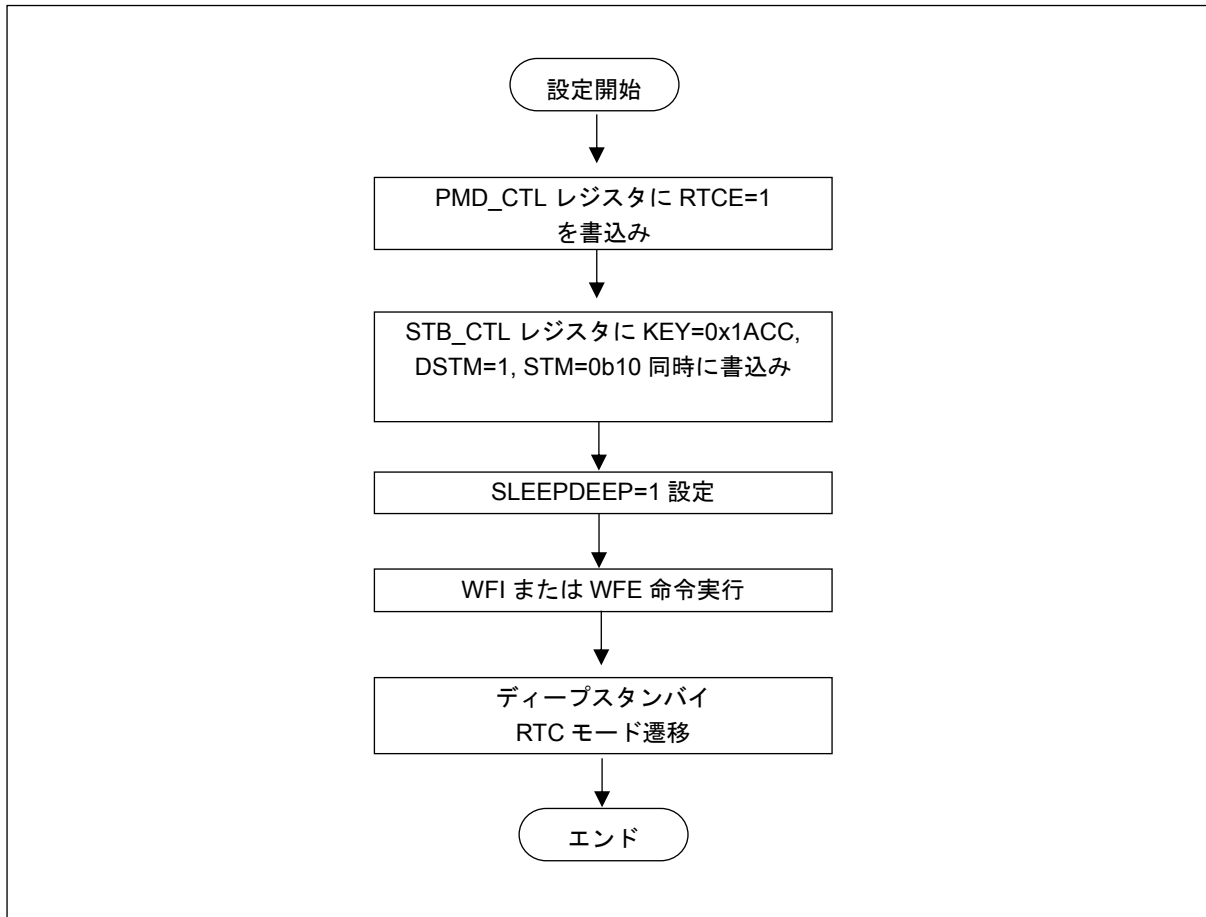 設定開始
PMD_CTL レジスタに RTCE=1
を書込み
STB_CTL レジスタに KEY=0x1ACC,
DSTM=1, STM=0b10 同時に書込み
SLEEPDEEP=1 設定
WFI または WFE 命令実行
ディープスタンバイ
RTC モード遷移
エンド